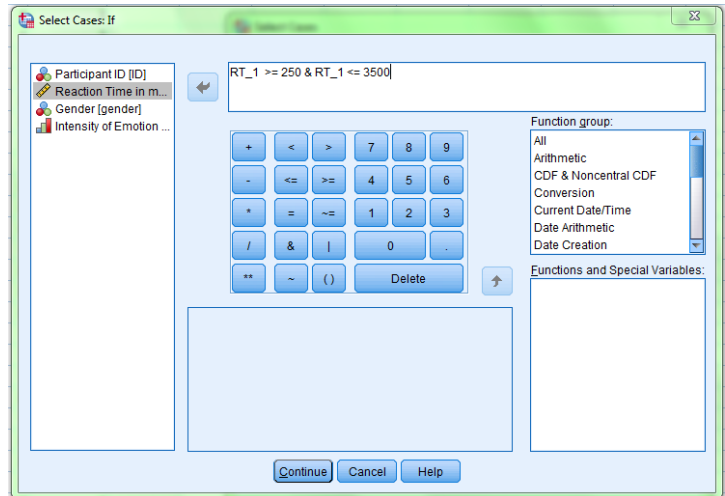 Select Cases: If
Participant ID [ID]
Reaction Time in m...
Gender [gender]
Intensity of Emotion ...
RT_1 >= 250 & RT_1 <= 3500
+ < > 7 8 9
- <= >= 4 5 6
* = ~= 1 2 3
/ & | 0 .
** ~ () Delete
Function group:
All
Arithmetic
CDF & Noncentral CDF
Conversion
Current Date/Time
Date Arithmetic
Date Creation
Functions and Special Variables:
Continue Cancel Help